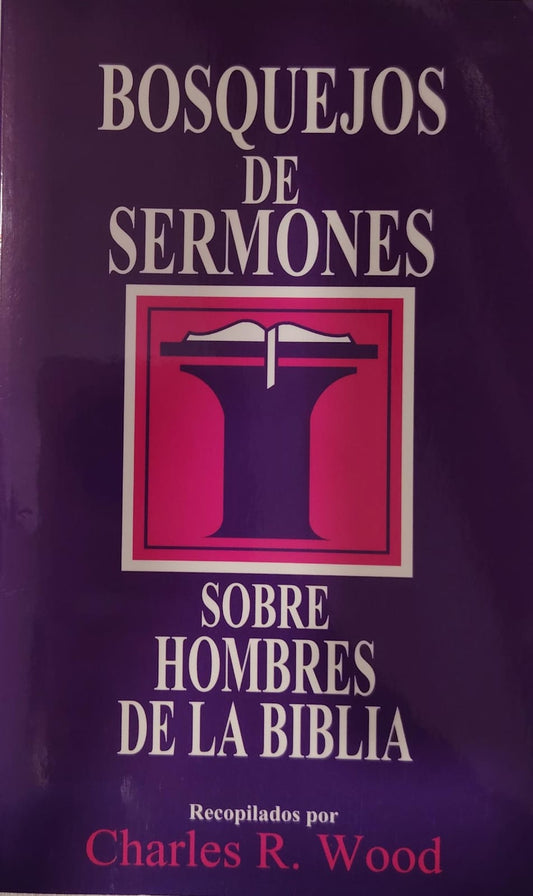 BOSQUEJOS
DE
SERMONES
SOBRE
HOMBRES
DE LA BIBLIA
Recopilados por
Charles R. Wood